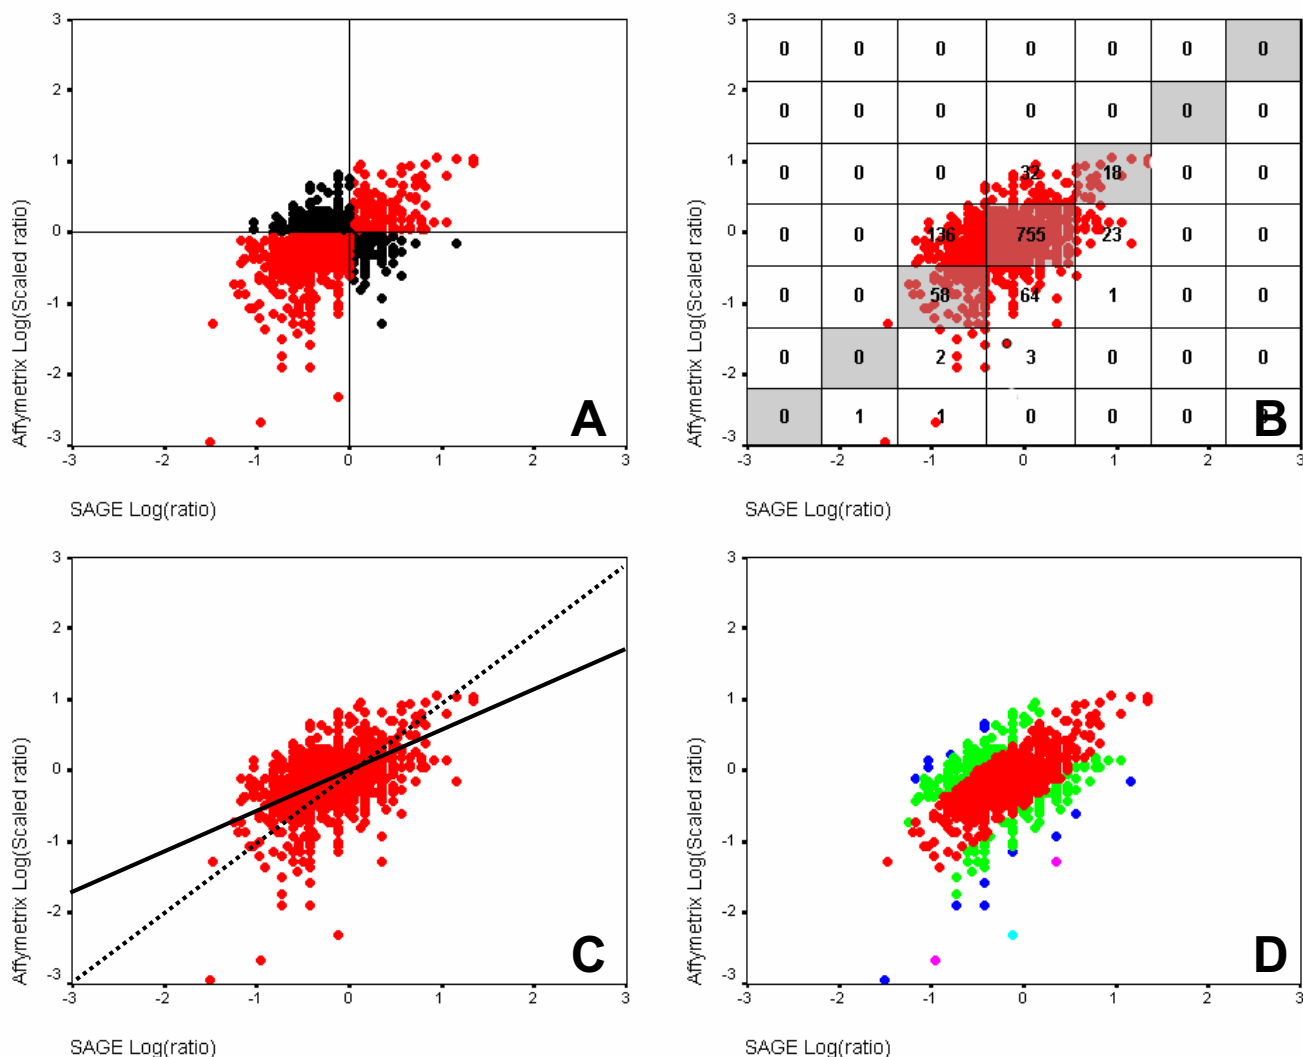 3
2
1
0
-1
-2
-3
-3
-2
-1
0
1
2
3
Affymetrix Log(Scaled ratio)
SAGE Log(ratio)
A
3
2
1
0
-1
-2
-3
-3
-2
-1
0
1
2
3
Affymetrix Log(Scaled ratio)
SAGE Log(ratio)
0 0 0 0 0 0 0
0 0 0 0 0 0 0
0 0 0 32 18 0 0
0 0 136 755 23 0 0
0 0 58 64 1 0 0
0 0 2 3 0 0 0
0 1 1 0 0 0
B
3
2
1
0
-1
-2
-3
-3
-2
-1
0
1
2
3
Affymetrix Log(Scaled ratio)
SAGE Log(ratio)
C
3
2
1
0
-1
-2
-3
-3
-2
-1
0
1
2
3
Affymetrix Log(Scaled ratio)
SAGE Log(ratio)
D